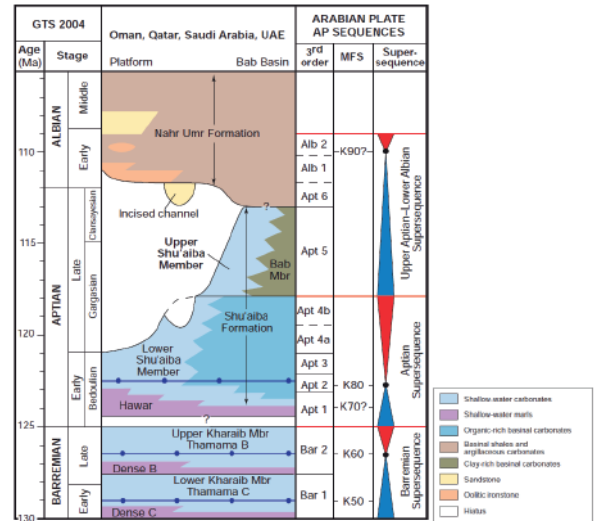 GTS 2004
Oman, Qatar, Saudi Arabia, UAE
ARABIAN PLATE
AP SEQUENCES
Age
(Ma)
Stage
Platform
Bab Basin
3rd
order
MFS
Super-
sequence
ALBIAN
Middle
Early
110
Nahr Umr Formation
Alb 2
Alb 1
K90?
Apt 6
?
Incised channel
APTIAN
Late
Clansayesian
Gargasian
115
Upper
Shu'aiba
Member
Bab
Mbr
Apt 5
Upper Aptian–Lower Albian
Supersequence
Shu'aiba
Formation
Apt 4b
Apt 4a
120
Early
Bedoulian
Lower
Shu'aiba
Member
Apt 3
Apt 2
K80
Aptian
Supersequence
Hawar
Apt 1
K70?
?
125
BARREMIAN
Late
Upper Kharaib Mbr
Thamama B
Bar 2
K60
Dense B
Early
Lower Kharaib Mbr
Thamama C
Bar 1
K50
Barremian
Supersequence
Dense C
130
Shallow-water carbonates
Shallow-water marls
Organic-rich basinal carbonates
Basinal shales and
argillaceous carbonates
Clay-rich basinal carbonates
Sandstone
Oolitic ironstone
Hiatus